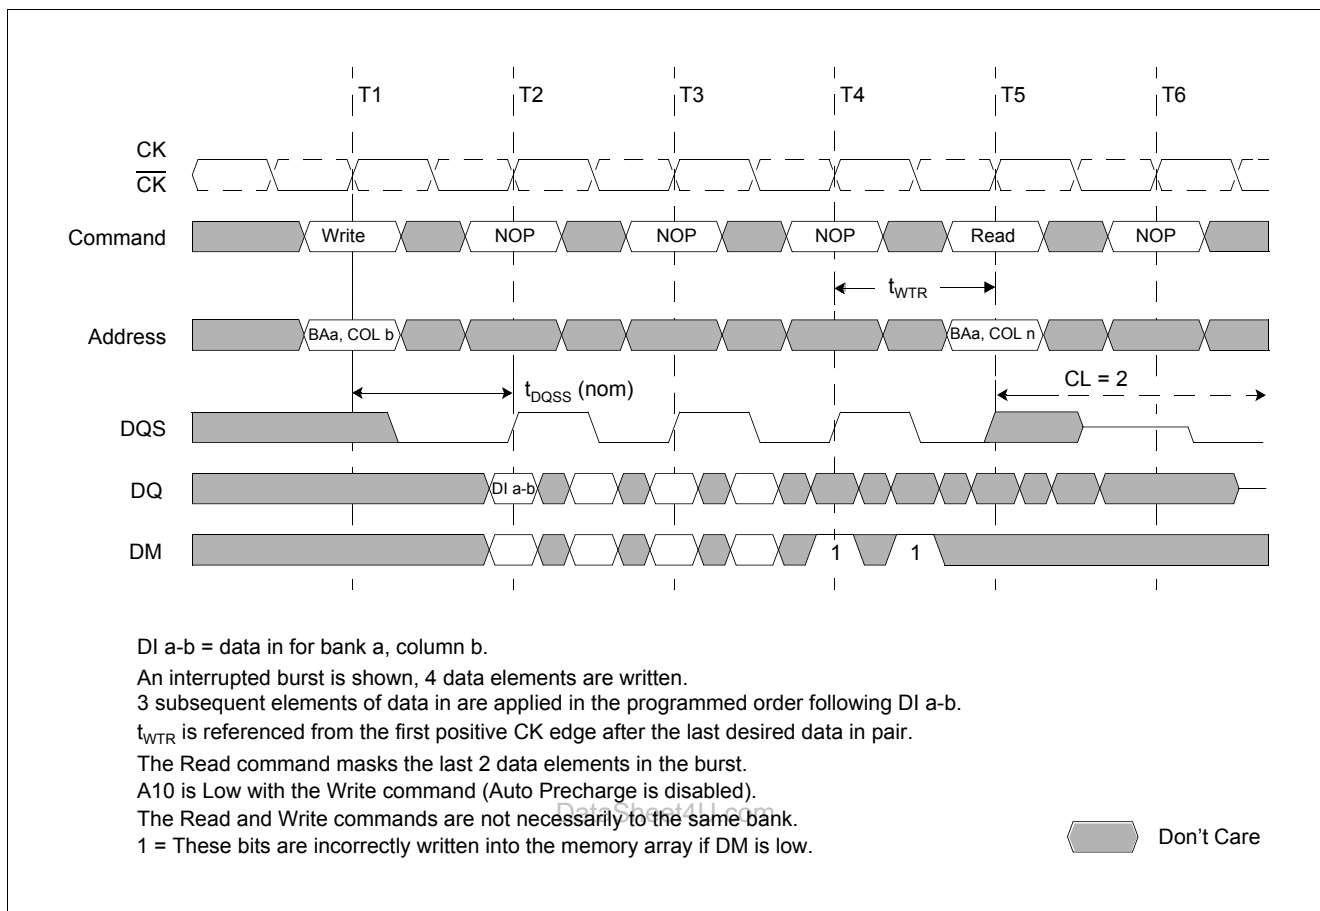 T1 T2 T3 T4 T5 T6
CK
CK
Command Write NOP NOP NOP Read NOP
tWTR
Address BAa, COL b BAa, COL n
tDQSS (nom) CL = 2
DQS
DQ DI a-b
DM 1 1
DI a-b = data in for bank a, column b.
An interrupted burst is shown, 4 data elements are written.
3 subsequent elements of data in are applied in the programmed order following DI a-b.
tWTR is referenced from the first positive CK edge after the last desired data in pair.
The Read command masks the last 2 data elements in the burst.
A10 is Low with the Write command (Auto Precharge is disabled).
DataSheet4U.com
The Read and Write commands are not necessarily to the same bank.
1 = These bits are incorrectly written into the memory array if DM is low.
Don't Care